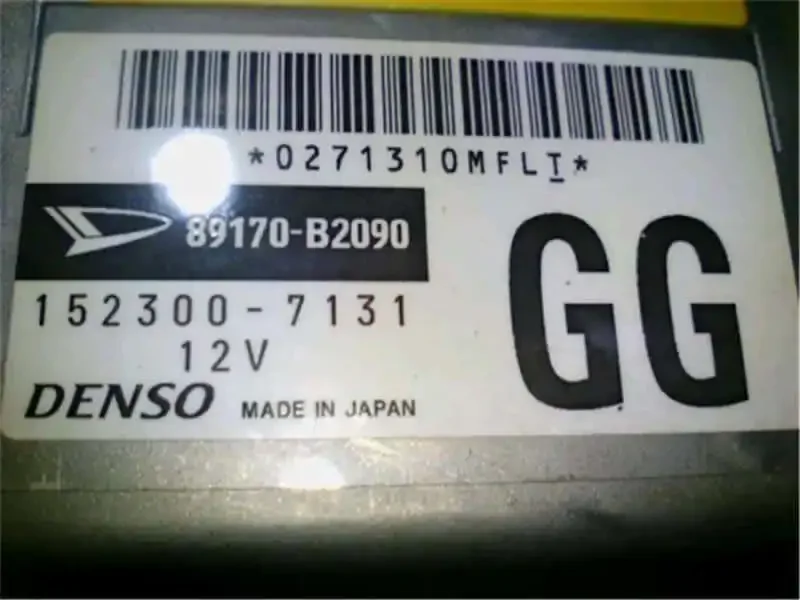 *0271310MFLT*
89170-B2090
GG
152300-7131
12V
DENSO MADE IN JAPAN